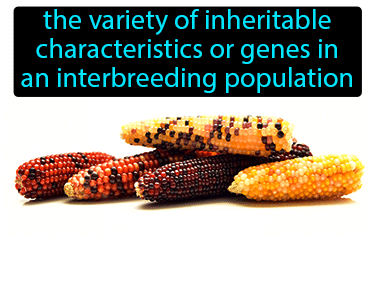 the variety of inheritable
characteristics or genes in
an interbreeding population